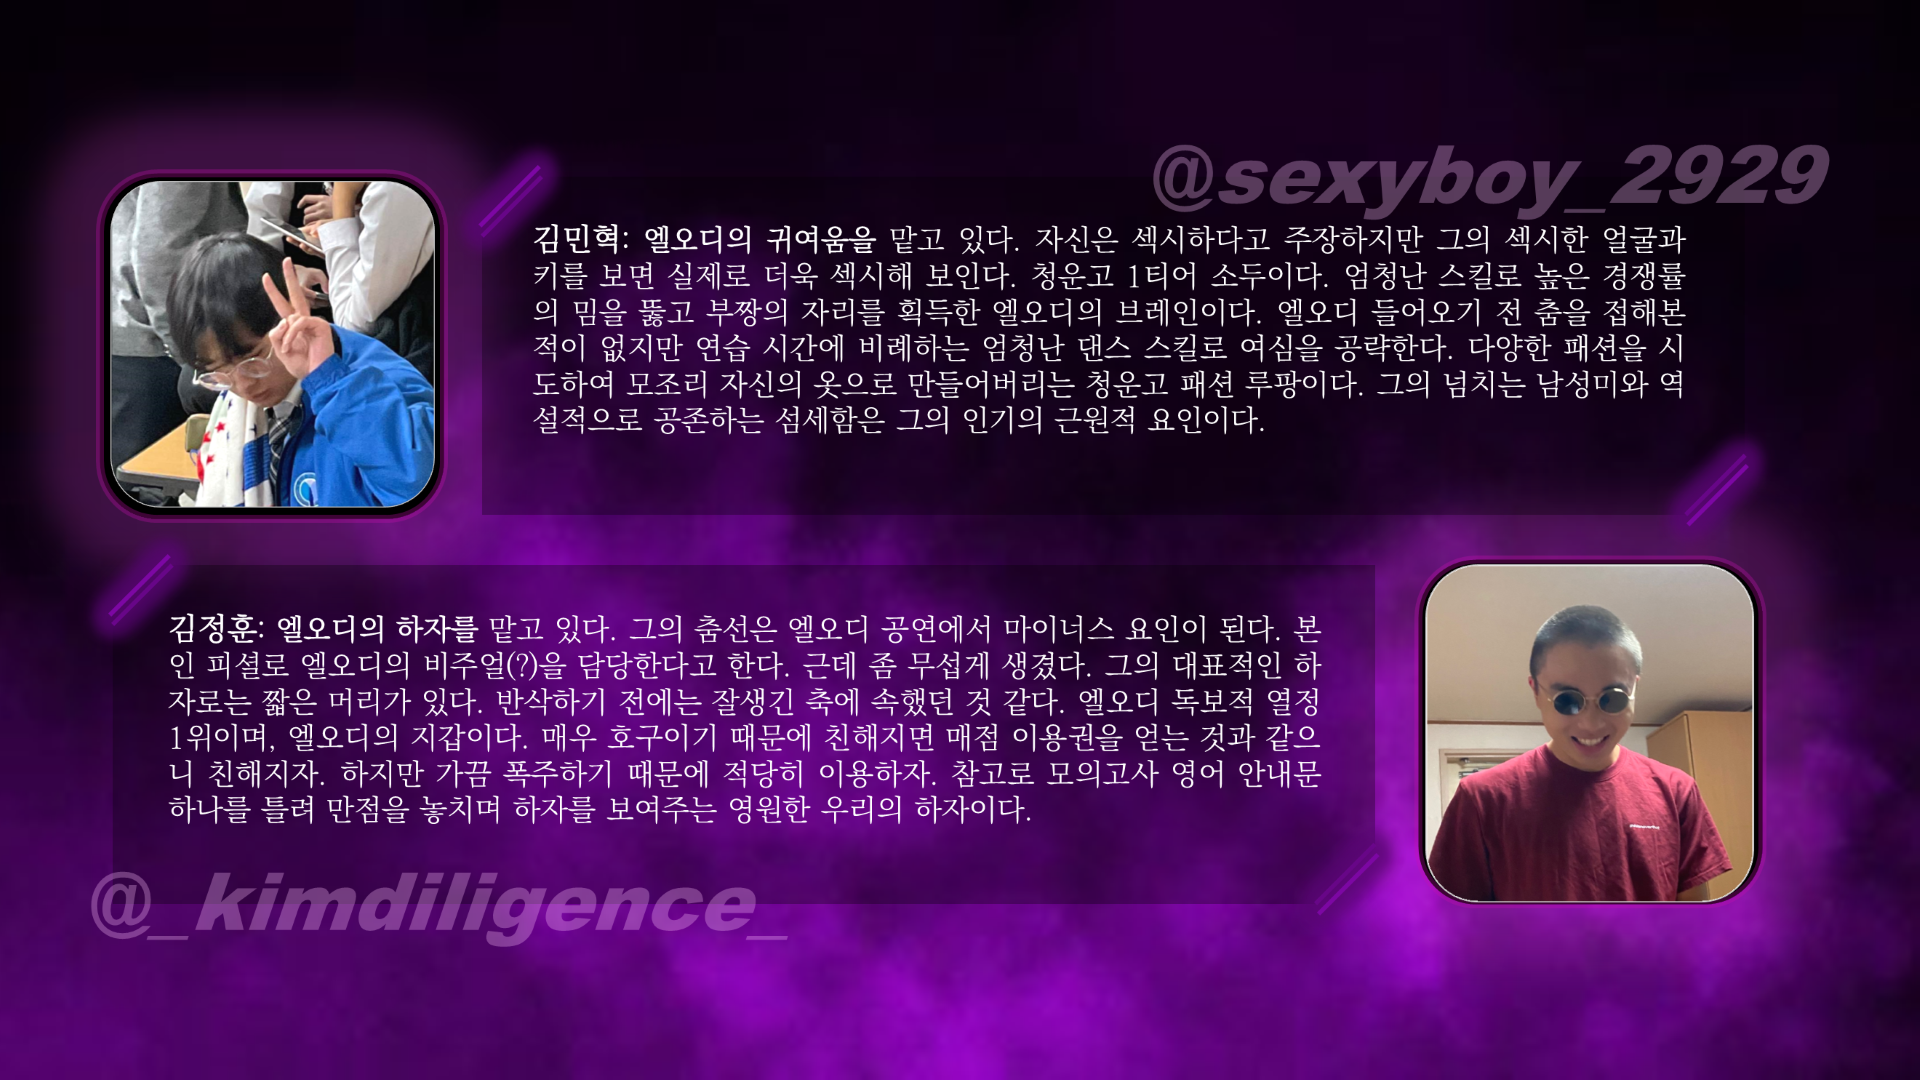 @sexyboy_2929
김민혁: 엘오디의 귀여움을 맡고 있다. 자신은 섹시하다고 주장하지만 그의 섹시한 얼굴과
키를 보면 실제로 더욱 섹시해 보인다. 청운고 1티어 소두이다. 엄청난 스킬로 높은 경쟁률
의 밈을 뚫고 부짱의 자리를 획득한 엘오디의 브레인이다. 엘오디 들어오기 전 춤을 접해본
적이 없지만 연습 시간에 비례하는 엄청난 댄스 스킬로 여심을 공략한다. 다양한 패션을 시
도하여 모조리 자신의 옷으로 만들어버리는 청운고 패션 루팡이다. 그의 넘치는 남성미와 역
설적으로 공존하는 섬세함은 그의 인기의 근원적 요인이다.
김정훈: 엘오디의 하자를 맡고 있다. 그의 춤선은 엘오디 공연에서 마이너스 요인이 된다. 본
인 피셜로 엘오디의 비주얼(?)을 담당한다고 한다. 근데 좀 무섭게 생겼다. 그의 대표적인 하
자로는 짧은 머리가 있다. 반삭하기 전에는 잘생긴 축에 속했던 것 같다. 엘오디 독보적 열정
1위이며, 엘오디의 지갑이다. 매우 호구이기 때문에 친해지면 매점 이용권을 얻는 것과 같으
니 친해지자. 하지만 가끔 폭주하기 때문에 적당히 이용하자. 참고로 모의고사 영어 안내문
하나를 틀려 만점을 놓치며 하자를 보여주는 영원한 우리의 하자이다.
@_kimdiligence_